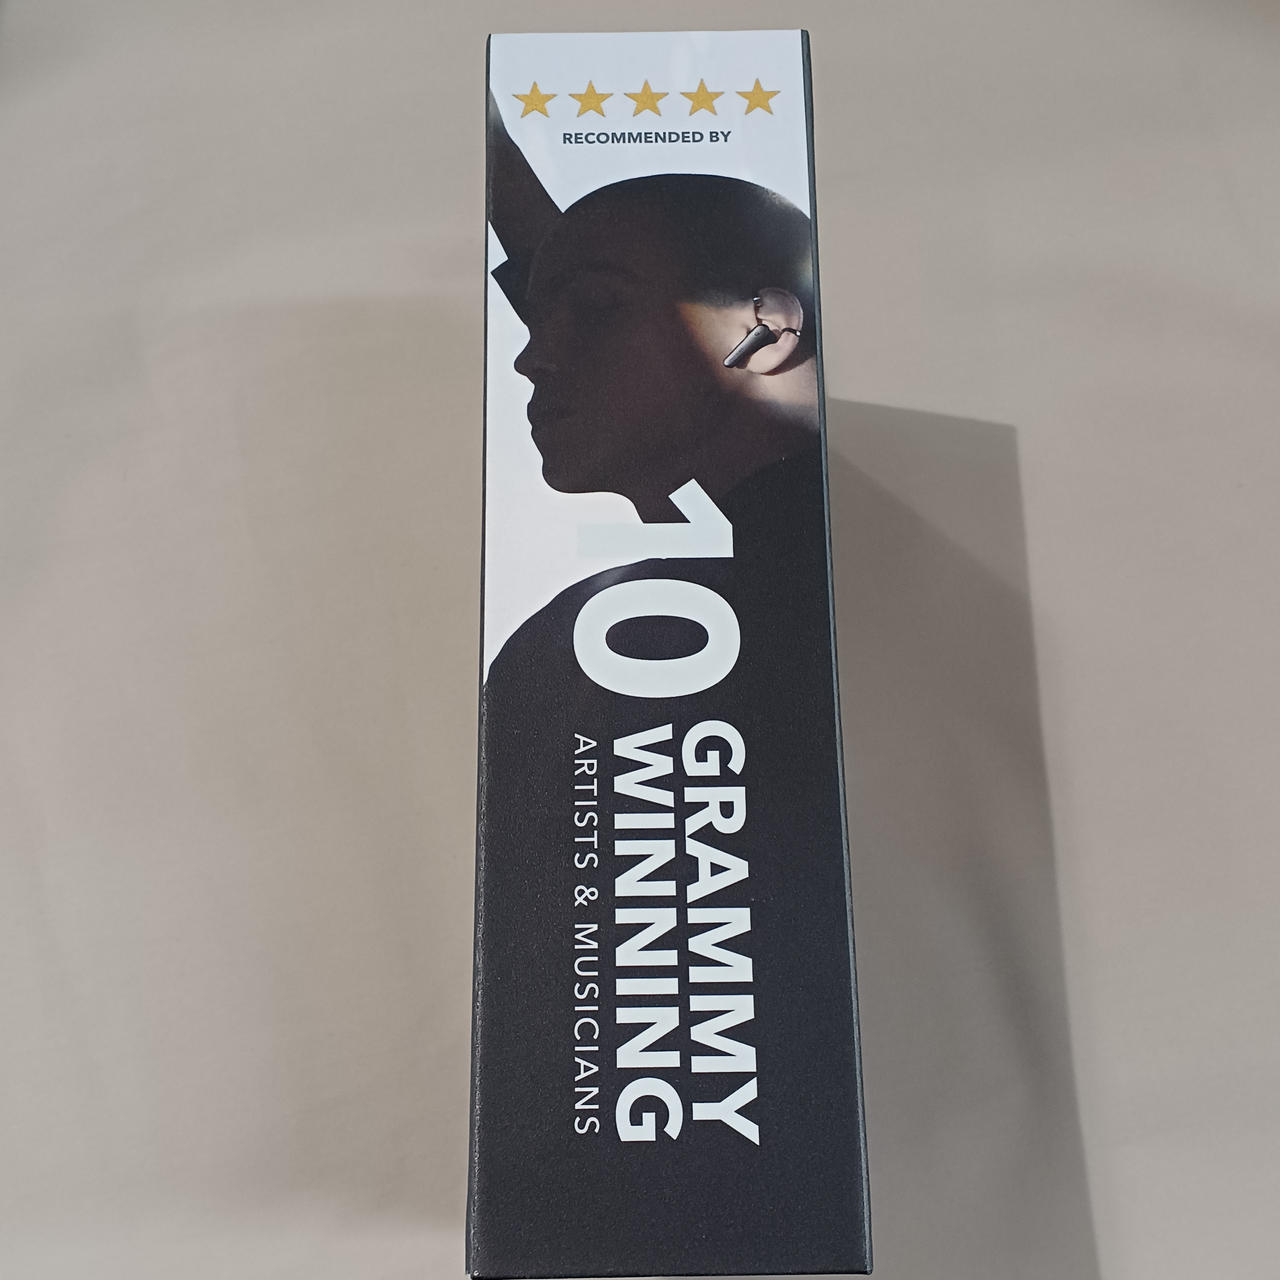 RECOMMENDED BY
10
GRAMMY
WINNING
ARTISTS & MUSICIANS